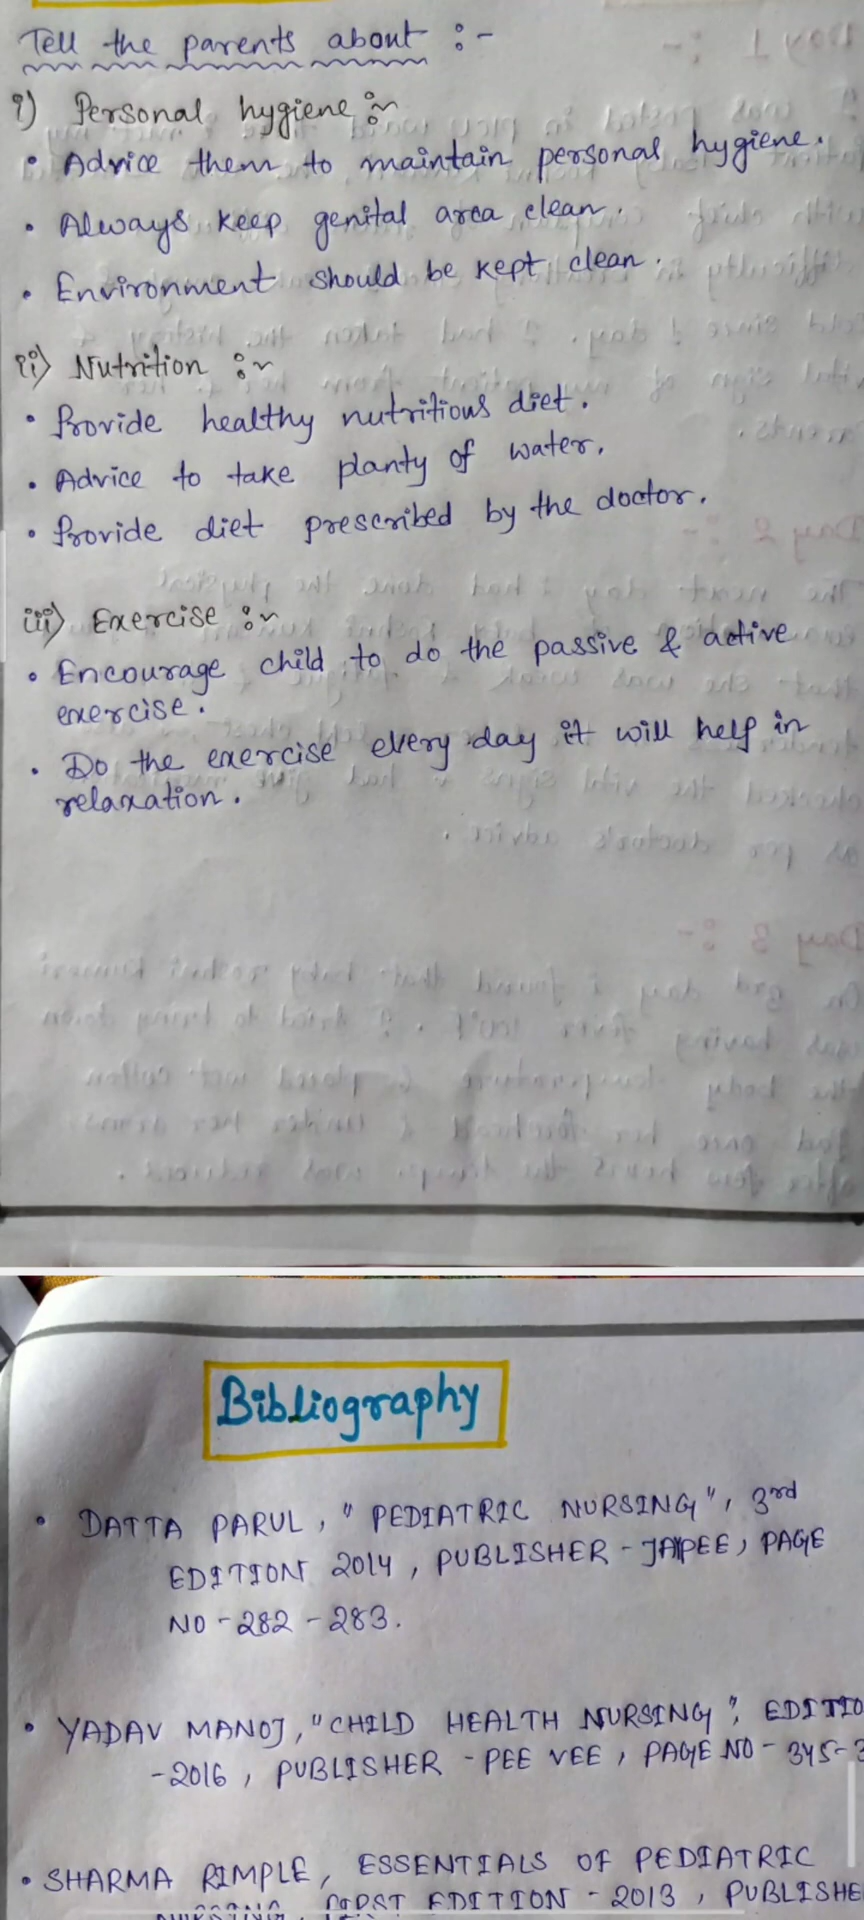 Tell the parents about :-
i) Personal hygiene :~
• Advice them to maintain personal hygiene.
• Always keep genital area clean.
• Environment should be kept clean.
ii) Nutrition :~
• Provide healthy nutritious diet.
• Advice to take planty of water.
• Provide diet prescribed by the doctor.
iii) Exercise :~
• Encourage child to do the passive & active
exercise.
• Do the exercise every day it will help in
relaxation.
Bibliography
• DATTA PARUL, "PEDIATRIC NURSING", 3rd
EDITION 2014, PUBLISHER - JAPEE, PAGE
NO - 282 - 283.
• YADAV MANOJ, "CHILD HEALTH NURSING", EDITIO
- 2016, PUBLISHER - PEE VEE, PAGE NO - 345-3
• SHARMA RIMPLE, ESSENTIALS OF PEDIATRIC
NURSING, FIRST EDITION - 2013, PUBLISHE